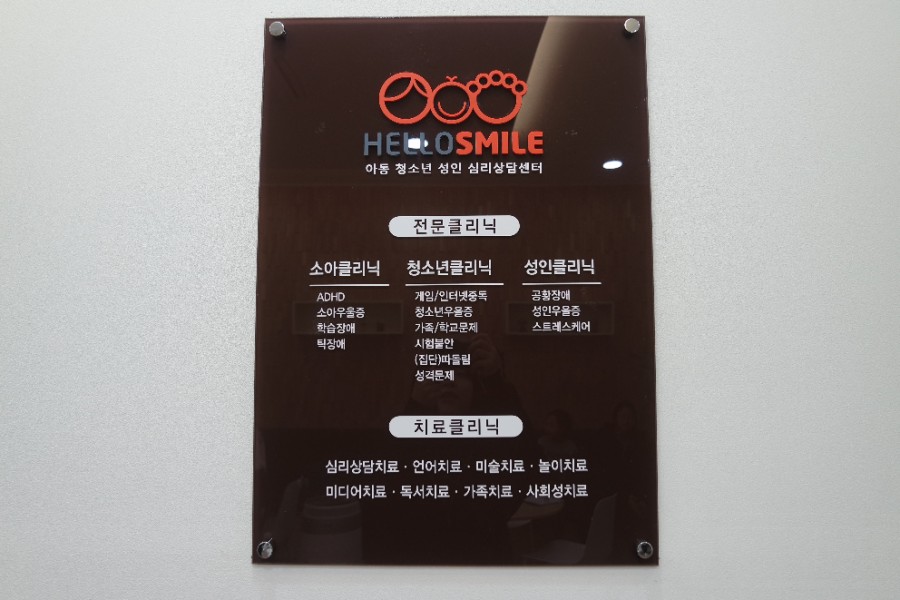 HELLOSMILE
아동 청소년 성인 심리상담센터
전문클리닉
소아클리닉
ADHD
소아우울증
학습장애
틱장애
청소년클리닉
게임/인터넷중독
청소년우울증
가족/학교문제
시험불안
(집단)따돌림
성격문제
성인클리닉
공황장애
성인우울증
스트레스케어
치료클리닉
심리상담치료 · 언어치료 · 미술치료 · 놀이치료
미디어치료 · 독서치료 · 가족치료 · 사회성치료